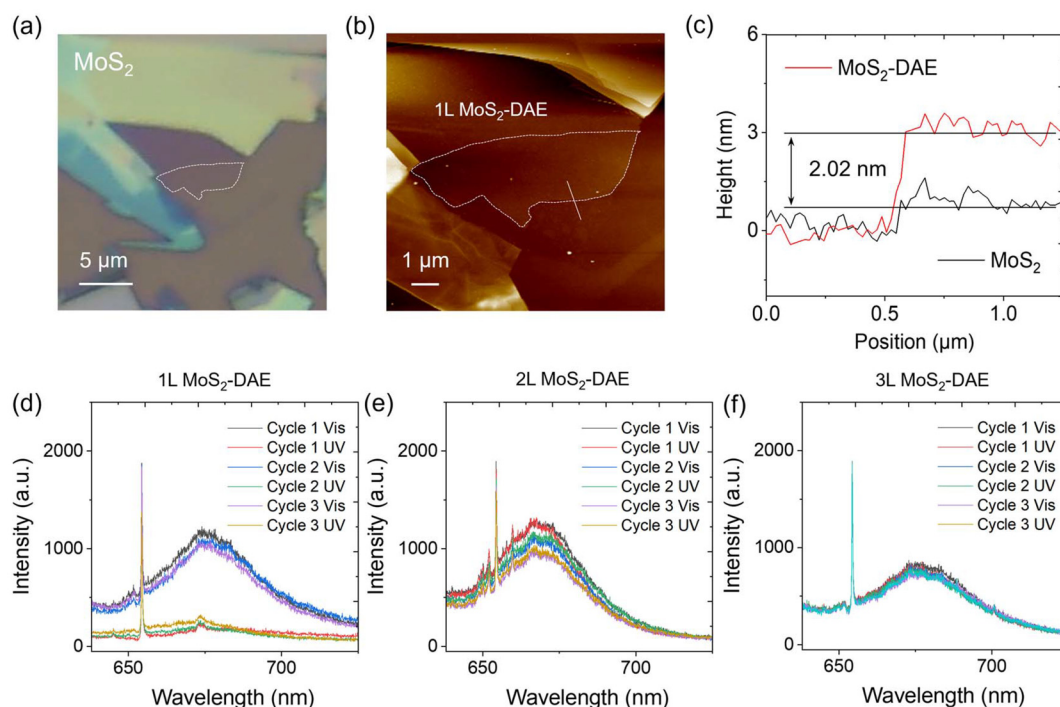 (a)
MoS₂
5 μm
(b)
1L MoS₂-DAE
1 μm
(c)
Height (nm)
6
3
0
-3
MoS₂-DAE
2.02 nm
MoS₂
0.0 0.5 1.0
Position (μm)
(d)
1L MoS₂-DAE
Intensity (a.u.)
2000
1000
0
Cycle 1 Vis
Cycle 1 UV
Cycle 2 Vis
Cycle 2 UV
Cycle 3 Vis
Cycle 3 UV
650 700
Wavelength (nm)
(e)
2L MoS₂-DAE
Intensity (a.u.)
2000
1000
0
Cycle 1 Vis
Cycle 1 UV
Cycle 2 Vis
Cycle 2 UV
Cycle 3 Vis
Cycle 3 UV
650 700
Wavelength (nm)
(f)
3L MoS₂-DAE
Intensity (a.u.)
2000
1000
0
Cycle 1 Vis
Cycle 1 UV
Cycle 2 Vis
Cycle 2 UV
Cycle 3 Vis
Cycle 3 UV
650 700
Wavelength (nm)